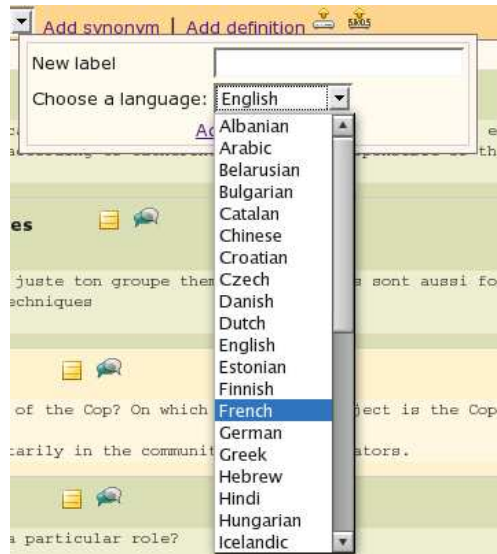 Add synonym | Add definition SKOS
New label
Choose a language: English
Albanian
Arabic
Belarusian
Bulgarian
Catalan
Chinese
Croatian
es
Czech
juste ton groupe them s sont aussi fo
echniques
Danish
Dutch
English
Estonian
Finnish
French
of the Cop? On which ject is the Cop
German
Greek
tarily in the communit ators.
Hebrew
Hindi
Hungarian
a particular role?
Icelandic